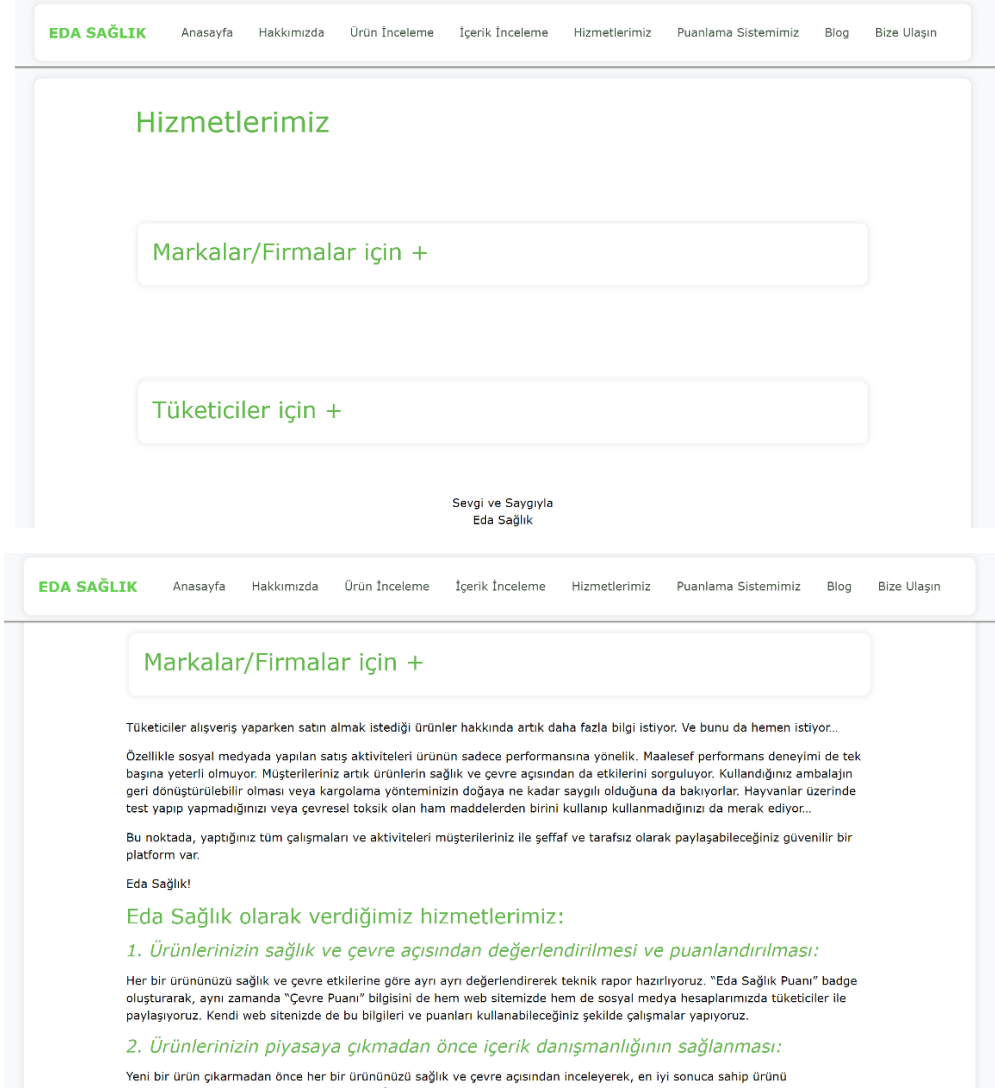 EDA SAĞLIK Anasayfa Hakkımızda Ürün İnceleme İçerik İnceleme Hizmetlerimiz Puanlama Sistemimiz Blog Bize Ulaşın
Hizmetlerimiz
Markalar/Firmalar için +
Tüketiciler için +
Sevgi ve Saygıyla
Eda Sağlık
EDA SAĞLIK Anasayfa Hakkımızda Ürün İnceleme İçerik İnceleme Hizmetlerimiz Puanlama Sistemimiz Blog Bize Ulaşın
Markalar/Firmalar için +
Tüketiciler alışveriş yaparken satın almak istediği ürünler hakkında artık daha fazla bilgi istiyor. Ve bunu da hemen istiyor…
Özellikle sosyal medyada yapılan satış aktiviteleri ürünün sadece performansına yönelik. Maalesef performans deneyimi de tek
başına yeterli olmuyor. Müşterileriniz artık ürünlerin sağlık ve çevre açısından da etkilerini sorguluyor. Kullandığınız ambalajın
geri dönüştürülebilir olması veya kargolama yönteminizin doğaya ne kadar saygılı olduğuna da bakıyorlar. Hayvanlar üzerinde
test yapıp yapmadığınızı veya çevresel toksik olan ham maddelerden birini kullanıp kullanmadığınızı da merak ediyor…
Bu noktada, yaptığınız tüm çalışmaları ve aktiviteleri müşterileriniz ile şeffaf ve tarafsız olarak paylaşabileceğiniz güvenilir bir
platform var.
Eda Sağlık!
Eda Sağlık olarak verdiğimiz hizmetlerimiz:
1. Ürünlerinizin sağlık ve çevre açısından değerlendirilmesi ve puanlandırılması:
Her bir ürününüzü sağlık ve çevre etkilerine göre ayrı ayrı değerlendirerek teknik rapor hazırlıyoruz. “Eda Sağlık Puanı” badge
oluşturarak, aynı zamanda “Çevre Puanı” bilgisini de hem web sitemizde hem de sosyal medya hesaplarımızda tüketiciler ile
paylaşıyoruz. Kendi web sitenizde de bu bilgileri ve puanları kullanabileceğiniz şekilde çalışmalar yapıyoruz.
2. Ürünlerinizin piyasaya çıkmadan önce içerik danışmanlığının sağlanması:
Yeni bir ürün çıkarmadan önce her bir ürününüzü sağlık ve çevre açısından inceleyerek, en iyi sonuca sahip ürünü